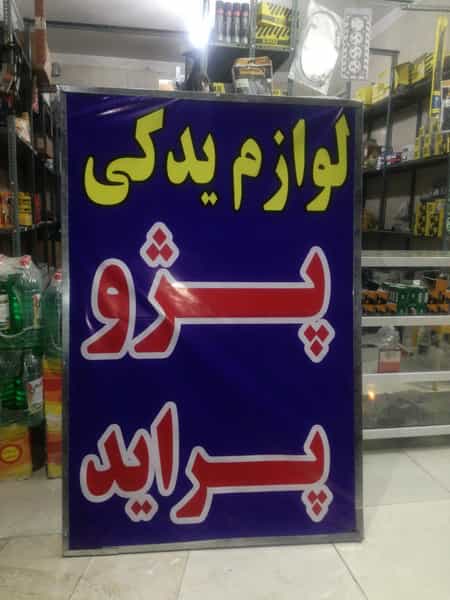 لوازم یدکی
پژو
پراید